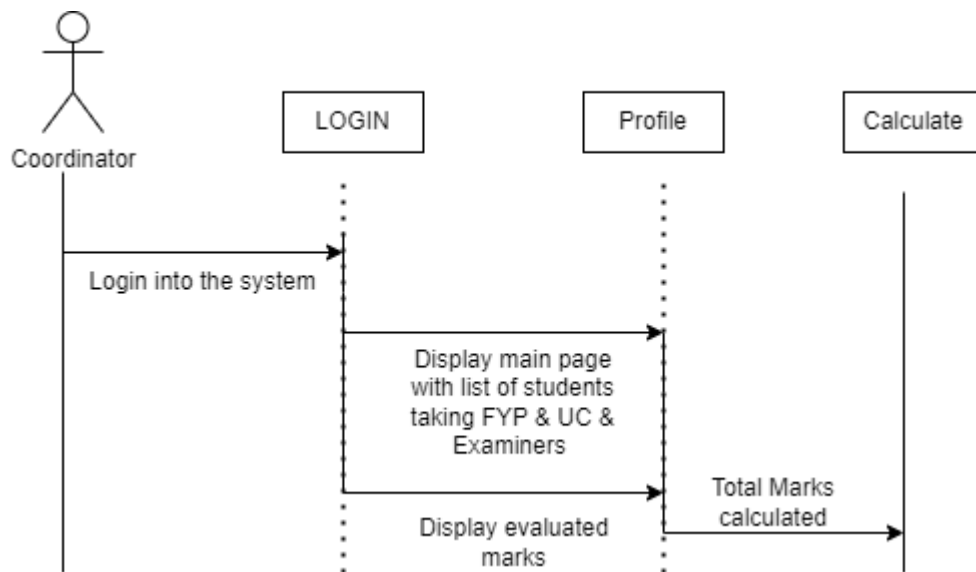 LOGIN
Profile
Calculate
Coordinator
Login into the system
Display main page
with list of students
taking FYP & UC &
Examiners
Total Marks
calculated
Display evaluated
marks